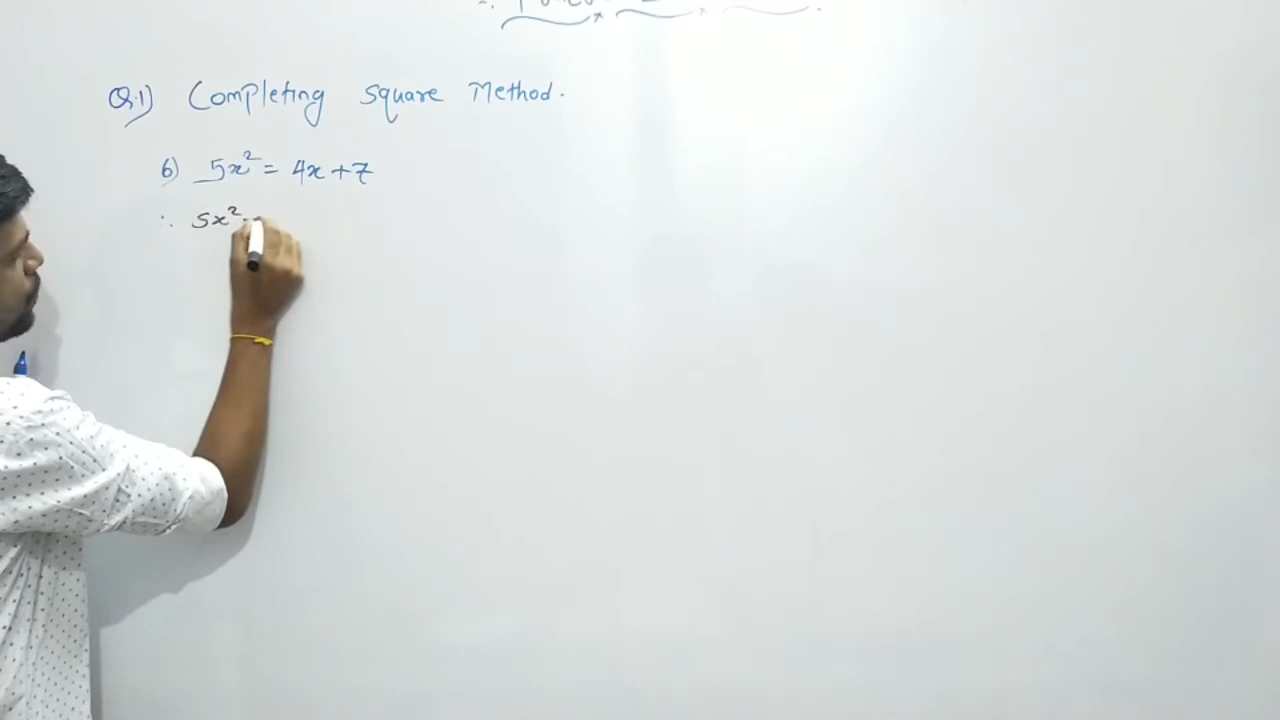 Q.1) Completing Square Method.
6) 5x² = 4x + 7
∴ 5x² -